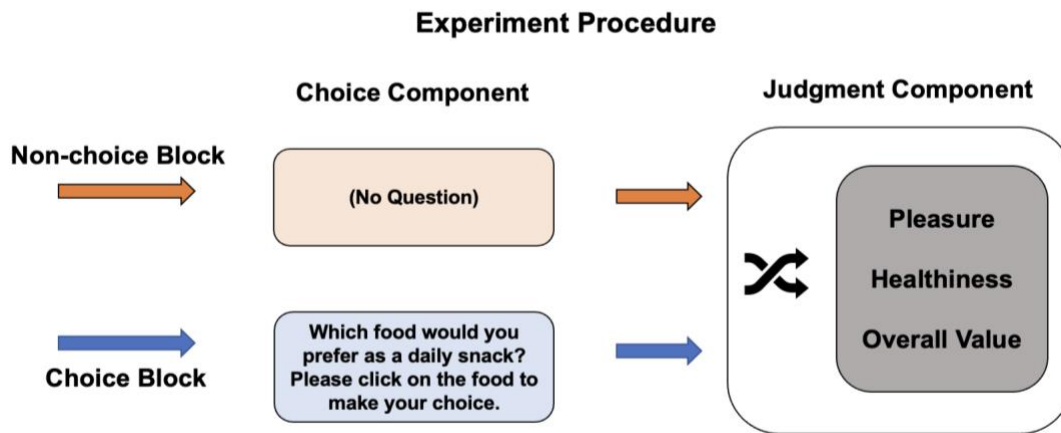 Experiment Procedure
Choice Component
Judgment Component
Non-choice Block
(No Question)
Pleasure
Healthiness
Overall Value
Which food would you
prefer as a daily snack?
Please click on the food to
make your choice.
Choice Block